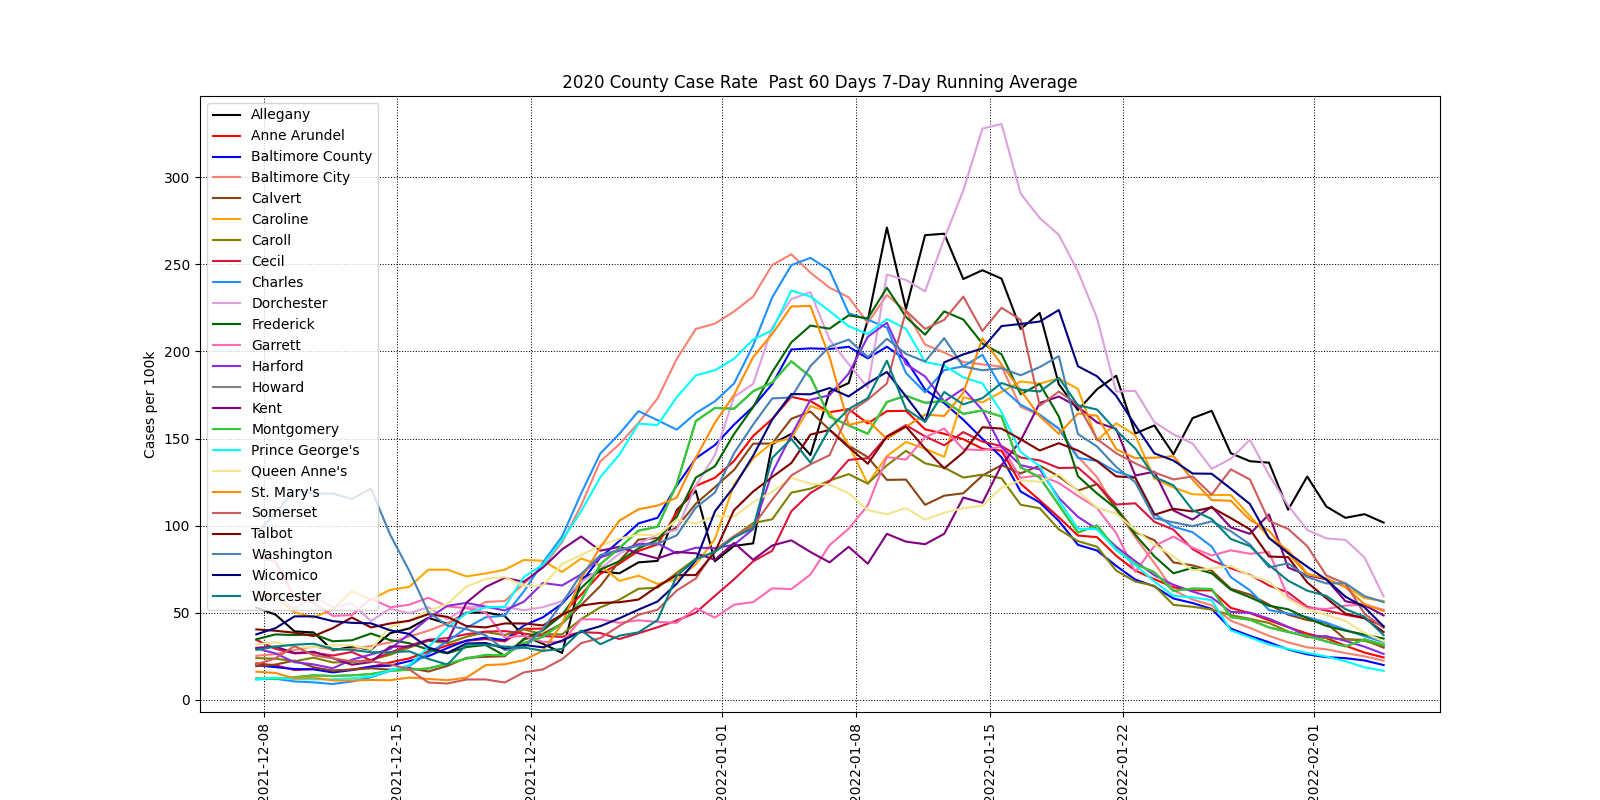 2020 County Case Rate  Past 60 Days 7-Day Running Average
Cases per 100k
300
250
200
150
100
50
0
Allegany
Anne Arundel
Baltimore County
Baltimore City
Calvert
Caroline
Caroll
Cecil
Charles
Dorchester
Frederick
Garrett
Harford
Howard
Kent
Montgomery
Prince George's
Queen Anne's
St. Mary's
Somerset
Talbot
Washington
Wicomico
Worcester
2021-12-08
2021-12-15
2021-12-22
2022-01-01
2022-01-08
2022-01-15
2022-01-22
2022-02-01